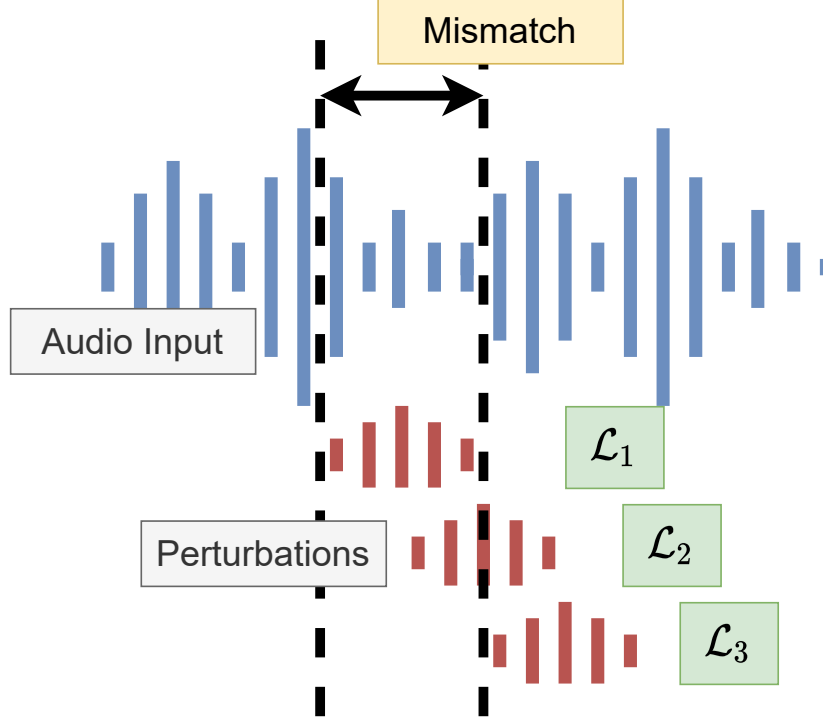 Mismatch
Audio Input
ℒ₁
Perturbations
ℒ₂
ℒ₃